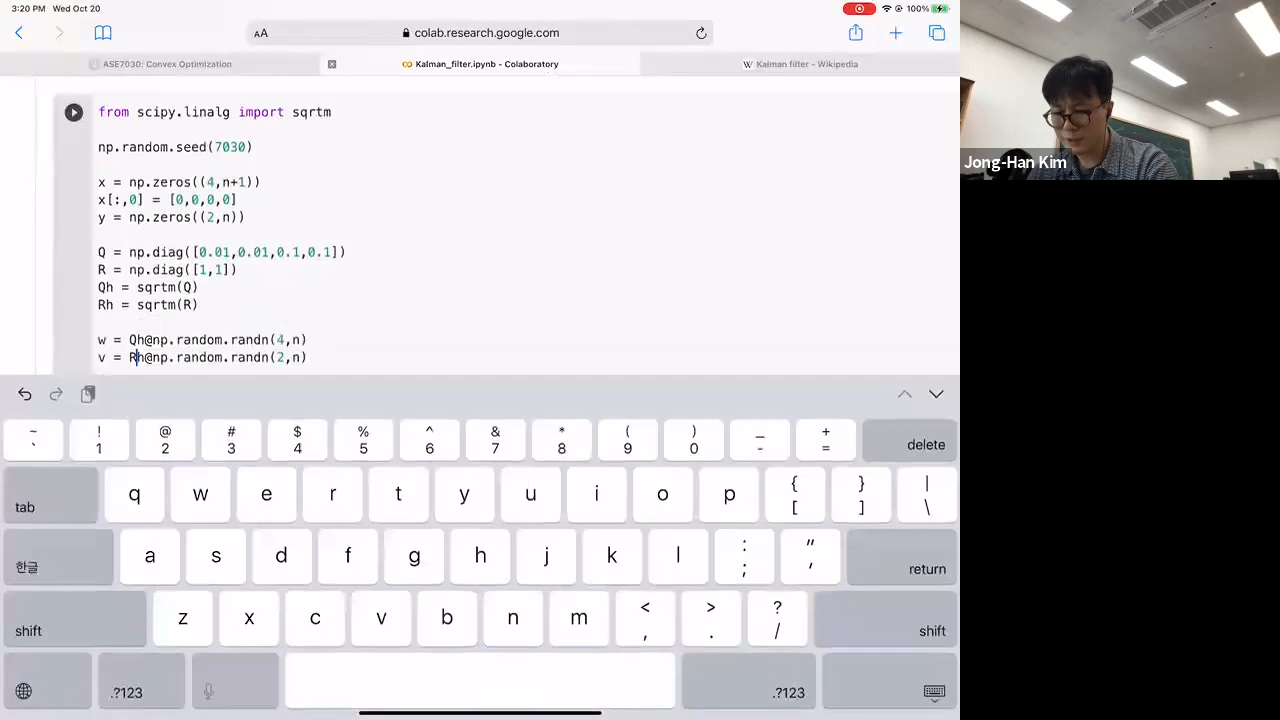 3:20 PM Wed Oct 20
100%
AA
colab.research.google.com
ASE7030: Convex Optimization
Kalman_filter.ipynb - Colaboratory
W Kalman filter - Wikipedia
from scipy.linalg import sqrtm
np.random.seed(7030)
x = np.zeros((4,n+1))
x[:,0] = [0,0,0,0]
y = np.zeros((2,n))
Q = np.diag([0.01,0.01,0.1,0.1])
R = np.diag([1,1])
Qh = sqrtm(Q)
Rh = sqrtm(R)
w = Qh@np.random.randn(4,n)
v = Rh@np.random.randn(2,n)
~ ! @ # $ % ^ & * ( ) _ +
` 1 2 3 4 5 6 7 8 9 0 - = delete
tab q w e r t y u i o p { } |
[ ] \
한글 a s d f g h j k l : "
; ' return
shift z x c v b n m < > ? shift
, . /
.?123 .?123
Jong-Han Kim